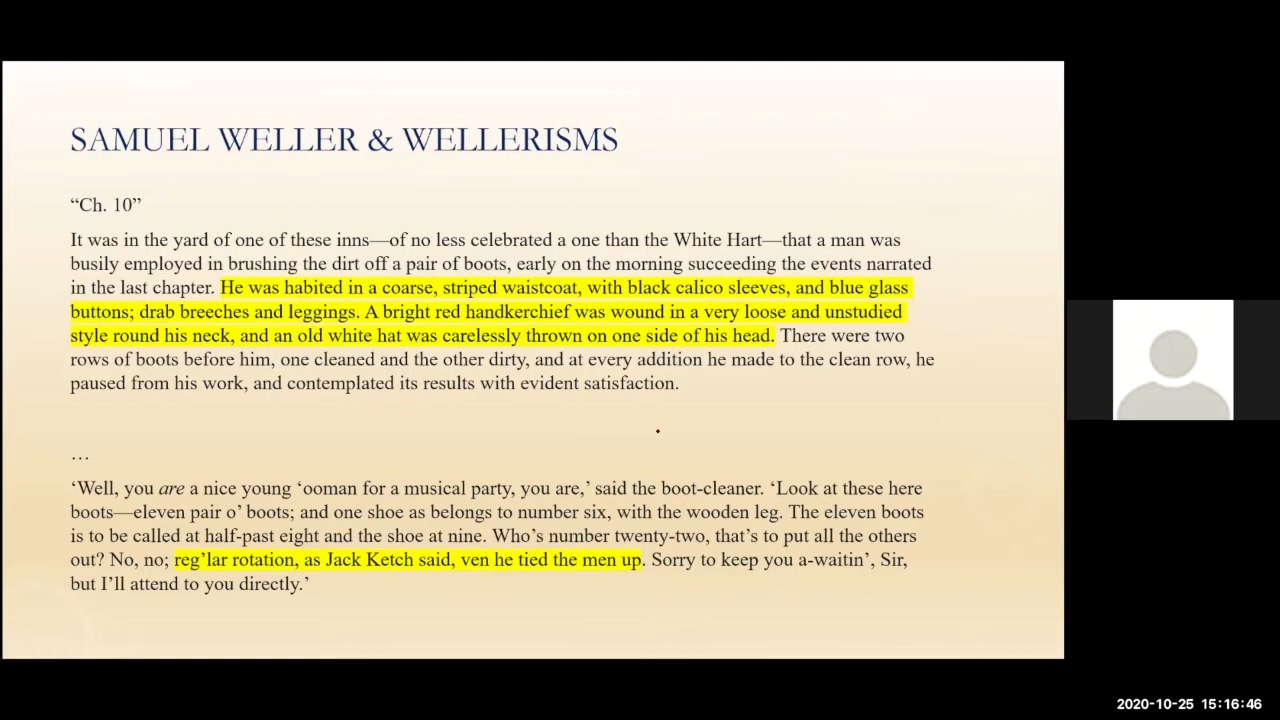 SAMUEL WELLER & WELLERISMS
“Ch. 10”
It was in the yard of one of these inns—of no less celebrated a one than the White Hart—that a man was
busily employed in brushing the dirt off a pair of boots, early on the morning succeeding the events narrated
in the last chapter. He was habited in a coarse, striped waistcoat, with black calico sleeves, and blue glass
buttons; drab breeches and leggings. A bright red handkerchief was wound in a very loose and unstudied
style round his neck, and an old white hat was carelessly thrown on one side of his head. There were two
rows of boots before him, one cleaned and the other dirty, and at every addition he made to the clean row, he
paused from his work, and contemplated its results with evident satisfaction.
…
‘Well, you are a nice young ‘ooman for a musical party, you are,’ said the boot-cleaner. ‘Look at these here
boots—eleven pair o’ boots; and one shoe as belongs to number six, with the wooden leg. The eleven boots
is to be called at half-past eight and the shoe at nine. Who’s number twenty-two, that’s to put all the others
out? No, no; reg’lar rotation, as Jack Ketch said, ven he tied the men up. Sorry to keep you a-waitin’, Sir,
but I’ll attend to you directly.’
2020-10-25 15:16:46